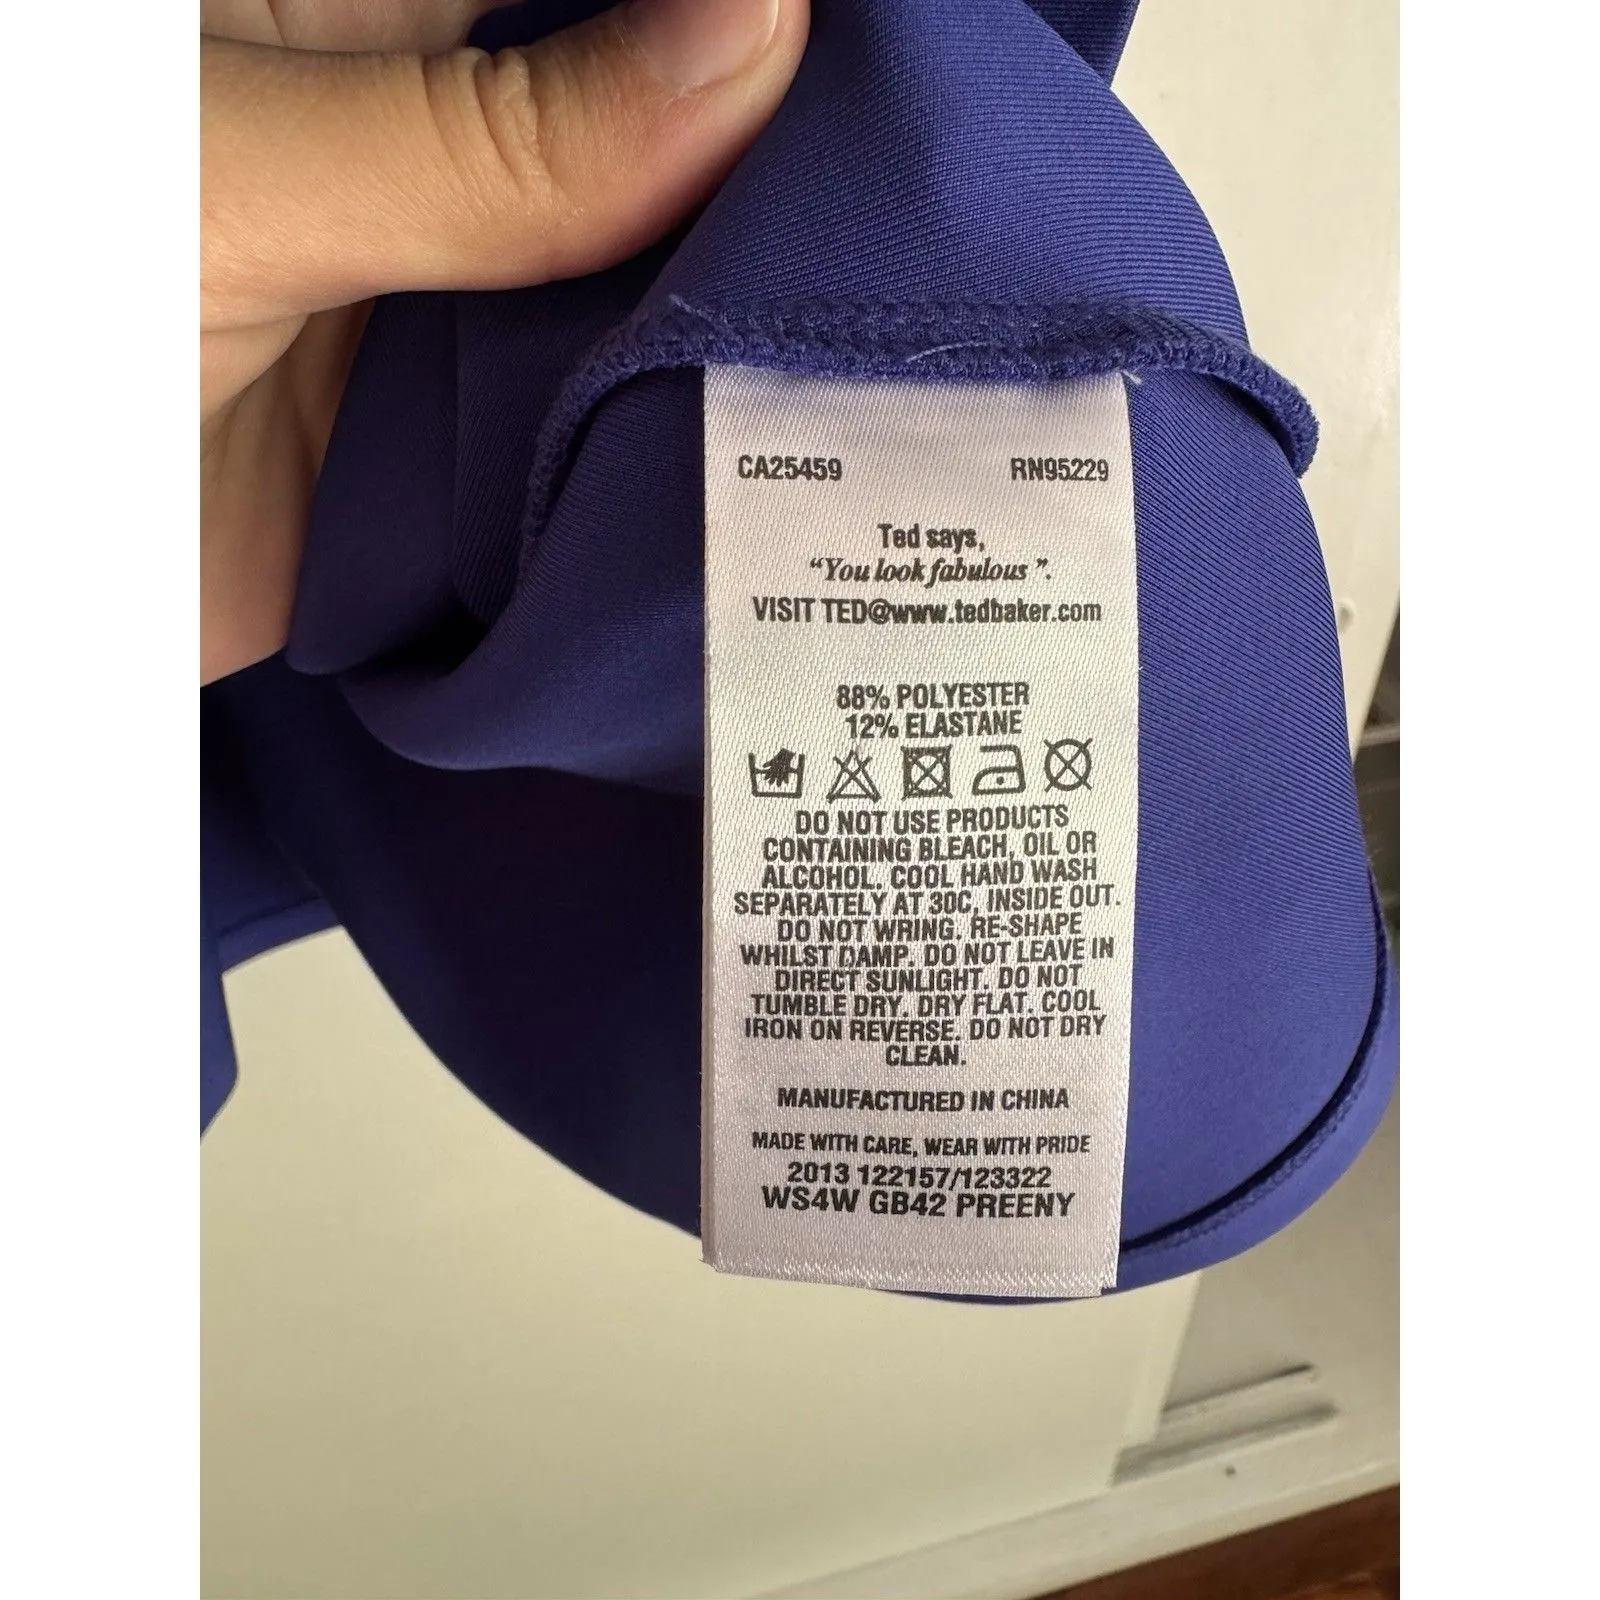 CA25459 RN95229
Ted says,
“You look fabulous ”.
VISIT TED@www.tedbaker.com
88% POLYESTER
12% ELASTANE
DO NOT USE PRODUCTS
CONTAINING BLEACH, OIL OR
ALCOHOL. COOL HAND WASH
SEPARATELY AT 30C, INSIDE OUT.
DO NOT WRING. RE-SHAPE
WHILST DAMP. DO NOT LEAVE IN
DIRECT SUNLIGHT. DO NOT
TUMBLE DRY. DRY FLAT. COOL
IRON ON REVERSE. DO NOT DRY
CLEAN.
MANUFACTURED IN CHINA
MADE WITH CARE, WEAR WITH PRIDE
2013 122157/123322
WS4W GB42 PREENY